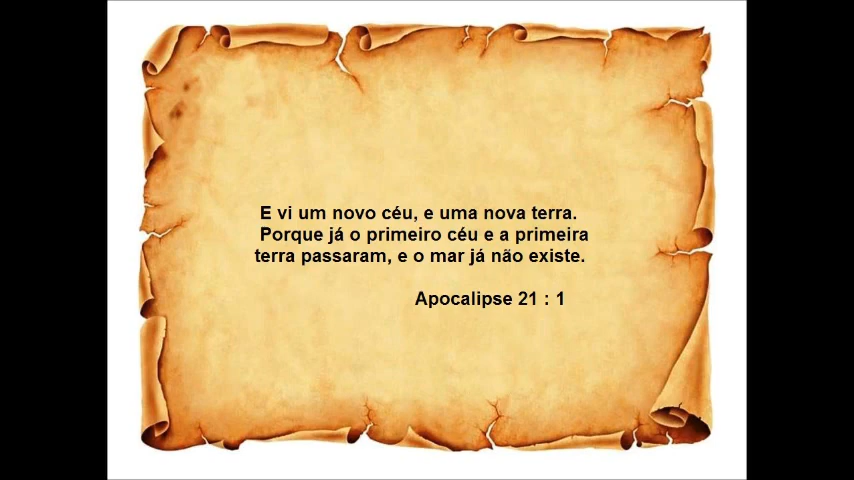 E vi um novo céu, e uma nova terra.
Porque já o primeiro céu e a primeira
terra passaram, e o mar já não existe.
Apocalipse 21 : 1